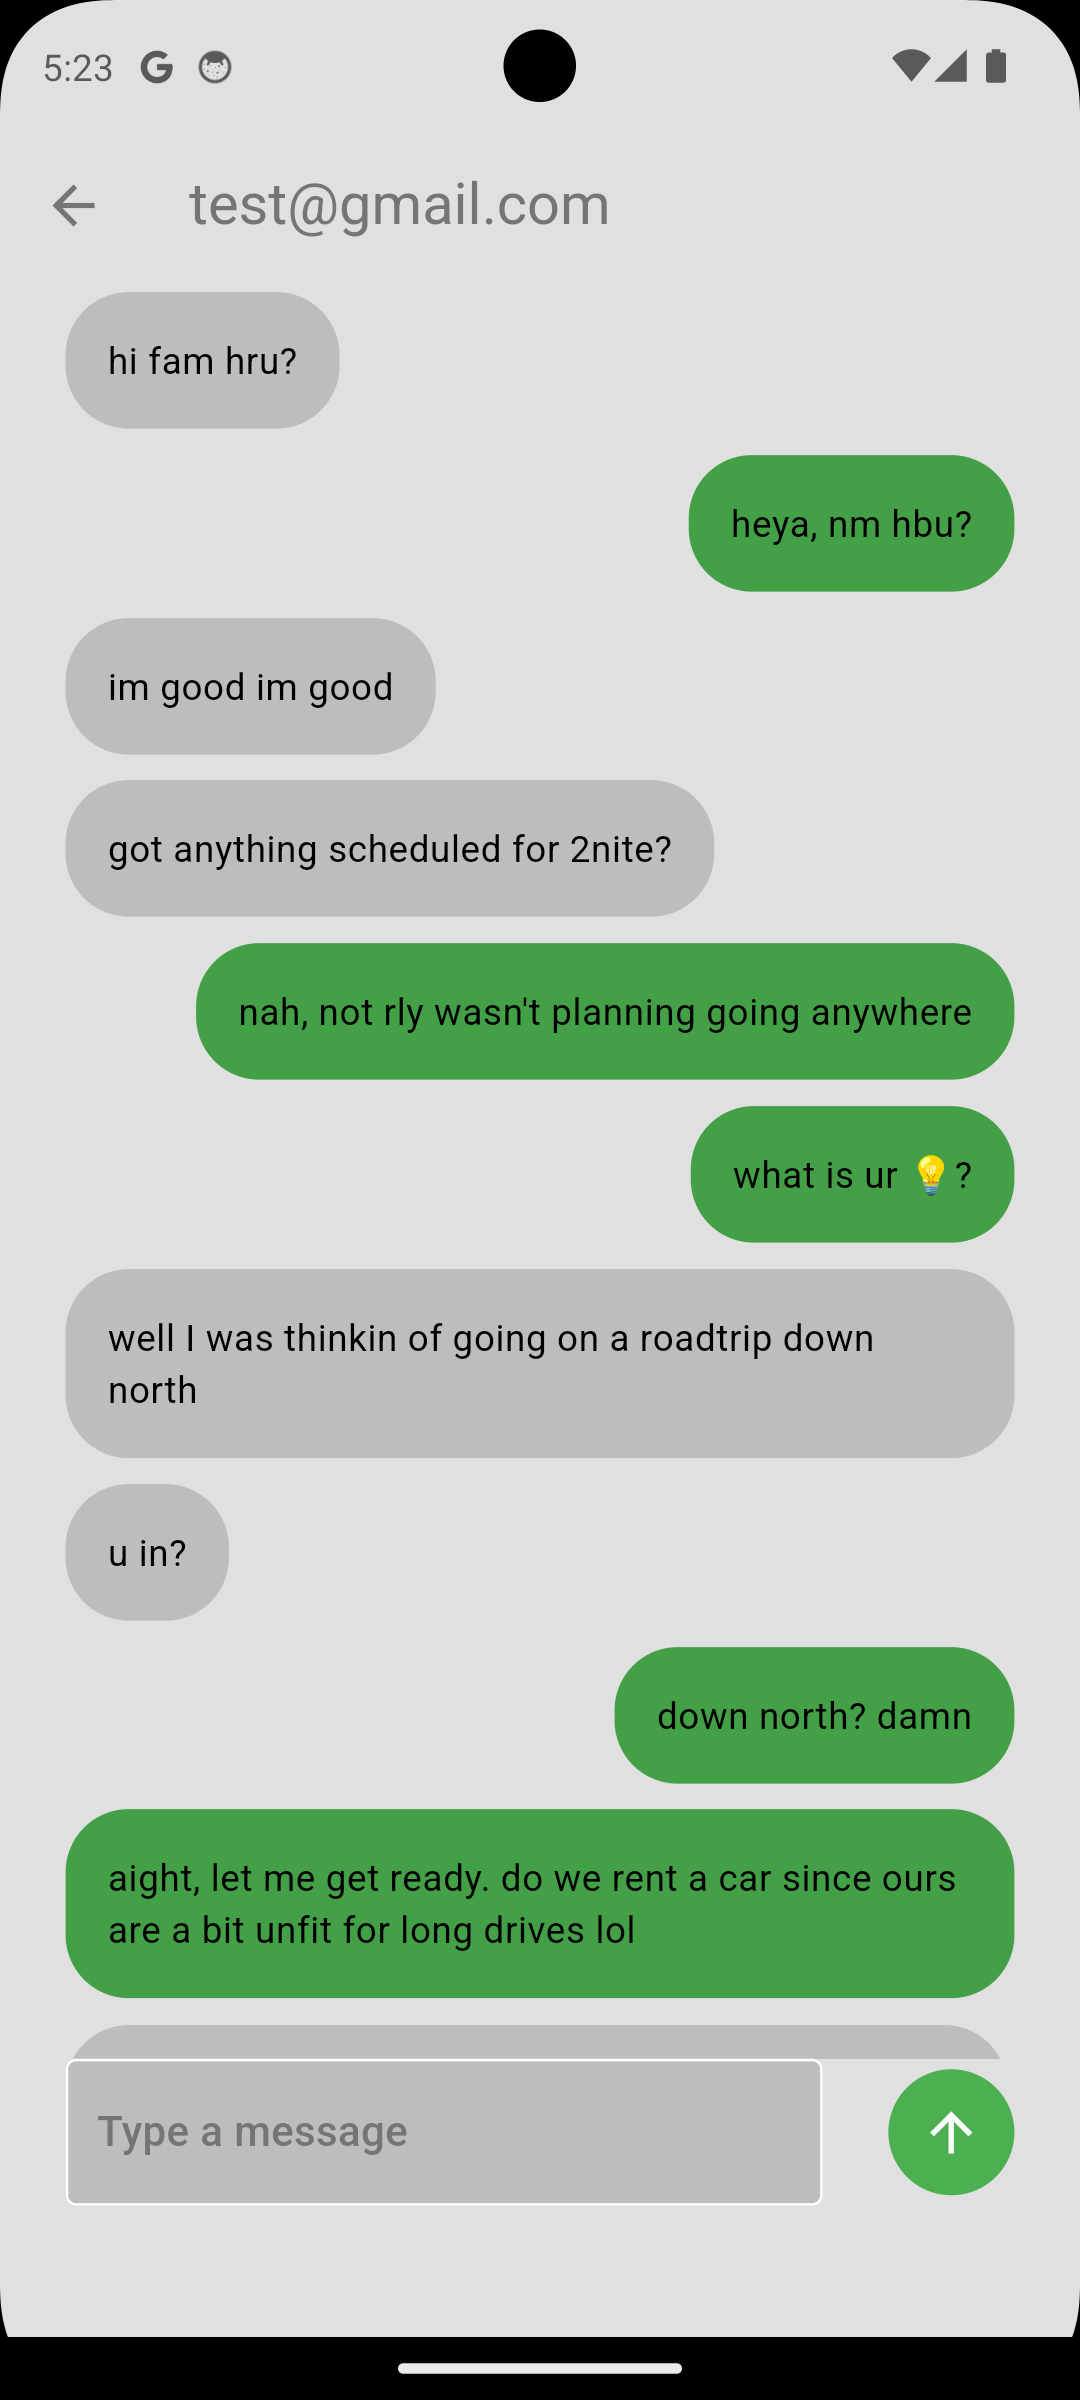 5:23
test@gmail.com
hi fam hru?
heya, nm hbu?
im good im good
got anything scheduled for 2nite?
nah, not rly wasn't planning going anywhere
what is ur 💡?
well I was thinkin of going on a roadtrip down
north
u in?
down north? damn
aight, let me get ready. do we rent a car since ours
are a bit unfit for long drives lol
Type a message